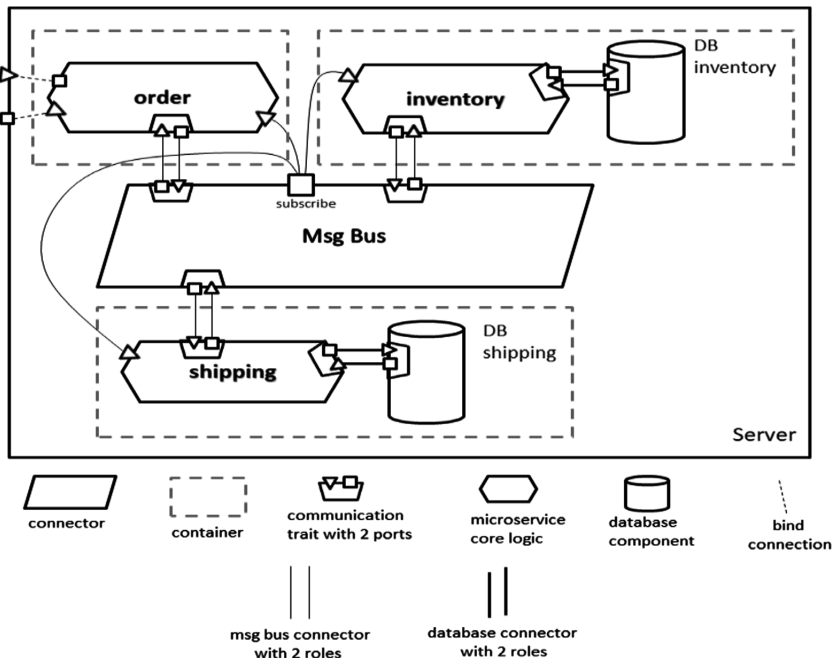 order
inventory
DB
inventory
subscribe
Msg Bus
shipping
DB
shipping
Server
connector
container
communication
trait with 2 ports
microservice
core logic
database
component
bind
connection
msg bus connector
with 2 roles
database connector
with 2 roles